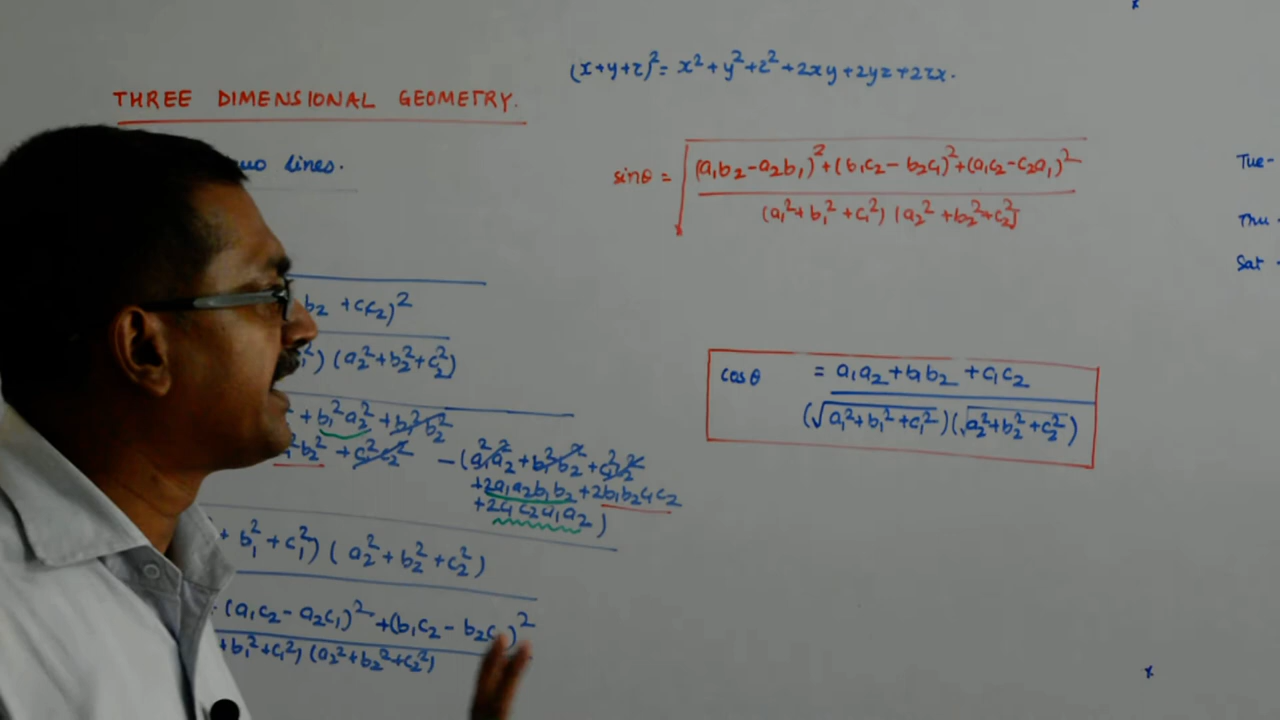 (x+y+z)² = x²+y²+z²+2xy+2yz+2zx.
THREE DIMENSIONAL GEOMETRY.
lines.
sinθ = √((a₁b₂-a₂b₁)²+(b₁c₂-b₂c₁)²+(a₁c₂-c₂a₁)² / (a₁²+b₁²+c₁²)(a₂²+b₂²+c₂²))
Tue-
Thu -
Sat -
b₂ + c₁c₂)²
₁²) (a₂²+b₂²+c₂²)
cosθ = a₁a₂+b₁b₂+c₁c₂ / (√a₁²+b₁²+c₁²)(√a₂²+b₂²+c₂²)
+ b₁²a₂² + b₁²b₂²
₁²b₂² + c₁²c₂² - (a₁²a₂²+b₁²b₂²+c₁²c₂²
+2a₁a₂b₁b₂+2b₁b₂c₁c₂
+2c₁c₂a₁a₂)
+ b₁²+c₁²) (a₂²+b₂²+c₂²)
(a₁c₂-a₂c₁)²+(b₁c₂-b₂c₁)²
+b₁²+c₁²) (a₂²+b₂²+c₂²)